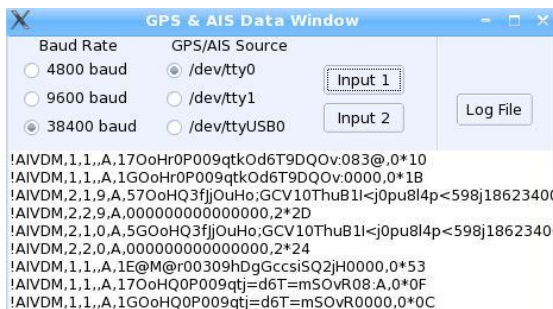 GPS & AIS Data Window
Baud Rate GPS/AIS Source
4800 baud /dev/tty0 Input 1
9600 baud /dev/tty1 Input 2 Log File
38400 baud /dev/ttyUSB0
!AIVDM,1,1,,A,17OoHr0P009qtkOd6T9DQOv:083@,0*10
!AIVDM,1,1,,A,1GOoHr0P009qtkOd6T9DQOv:0000,0*1B
!AIVDM,2,1,9,A,57OoHQ3fJjOuHo;GCV10ThuB1I<j0pu8l4p<598j18623400
!AIVDM,2,2,9,A,000000000000000,2*2D
!AIVDM,2,1,0,A,5GOoHQ3fJjOuHo;GCV10ThuB1I<j0pu8l4p<598j18623400
!AIVDM,2,2,0,A,000000000000000,2*24
!AIVDM,1,1,,A,1E@M@r00309hDgGccsiSQ2jH0000,0*53
!AIVDM,1,1,,A,17OoHQ0P009qtj=d6T=mSOvR08:A,0*0F
!AIVDM,1,1,,A,1GOoHQ0P009qtj=d6T=mSOvR0000,0*0C